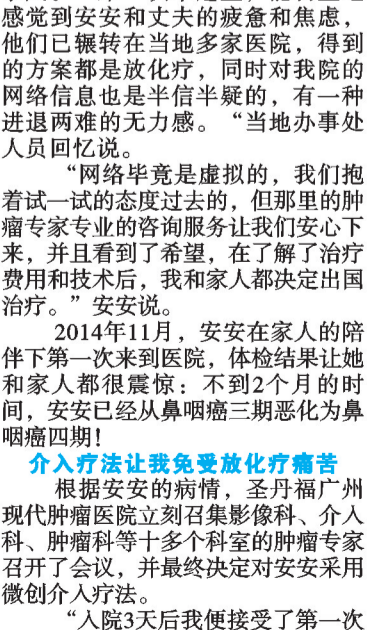 感觉到安安和丈夫的疲惫和焦虑，
他们已辗转在当地多家医院，得到
的方案都是放化疗，同时对我院的
网络信息也是半信半疑的，有一种
进退两难的无力感。“当地办事处
人员回忆说。
“网络毕竟是虚拟的，我们抱
着试一试的态度过去的，但那里的肿
瘤专家专业的咨询服务让我们安心下
来，并且看到了希望，在了解了治疗
费用和技术后，我和家人都决定出国
治疗。”安安说。
2014年11月，安安在家人的陪
伴下第一次来到医院，体检结果让她
和家人都很震惊：不到2个月的时
间，安安已经从鼻咽癌三期恶化为鼻
咽癌四期！
介入疗法让我免受放化疗痛苦
根据安安的病情，圣丹福广州
现代肿瘤医院立刻召集影像科、介入
科、肿瘤科等十多个科室的肿瘤专家
召开了会议，并最终决定对安安采用
微创介入疗法。
“入院3天后我便接受了第一次